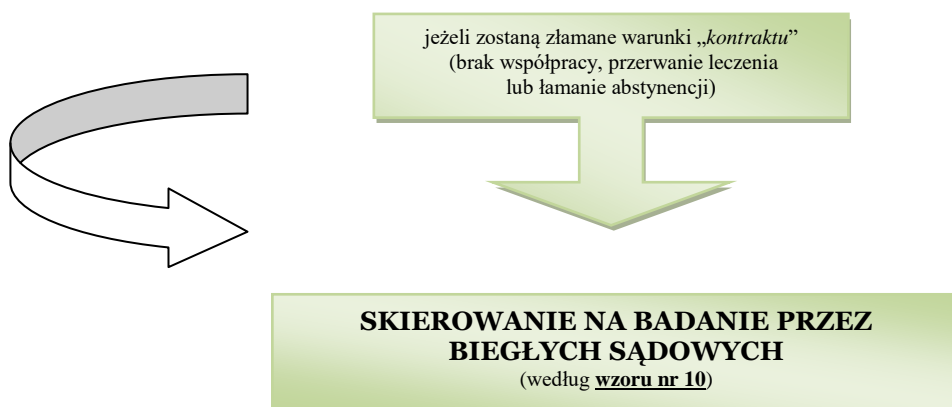 jeżeli zostaną złamane warunki „kontraktu”
(brak współpracy, przerwanie leczenia
lub łamanie abstynencji)
SKIEROWANIE NA BADANIE PRZEZ
BIEGŁYCH SĄDOWYCH
(według wzoru nr 10)